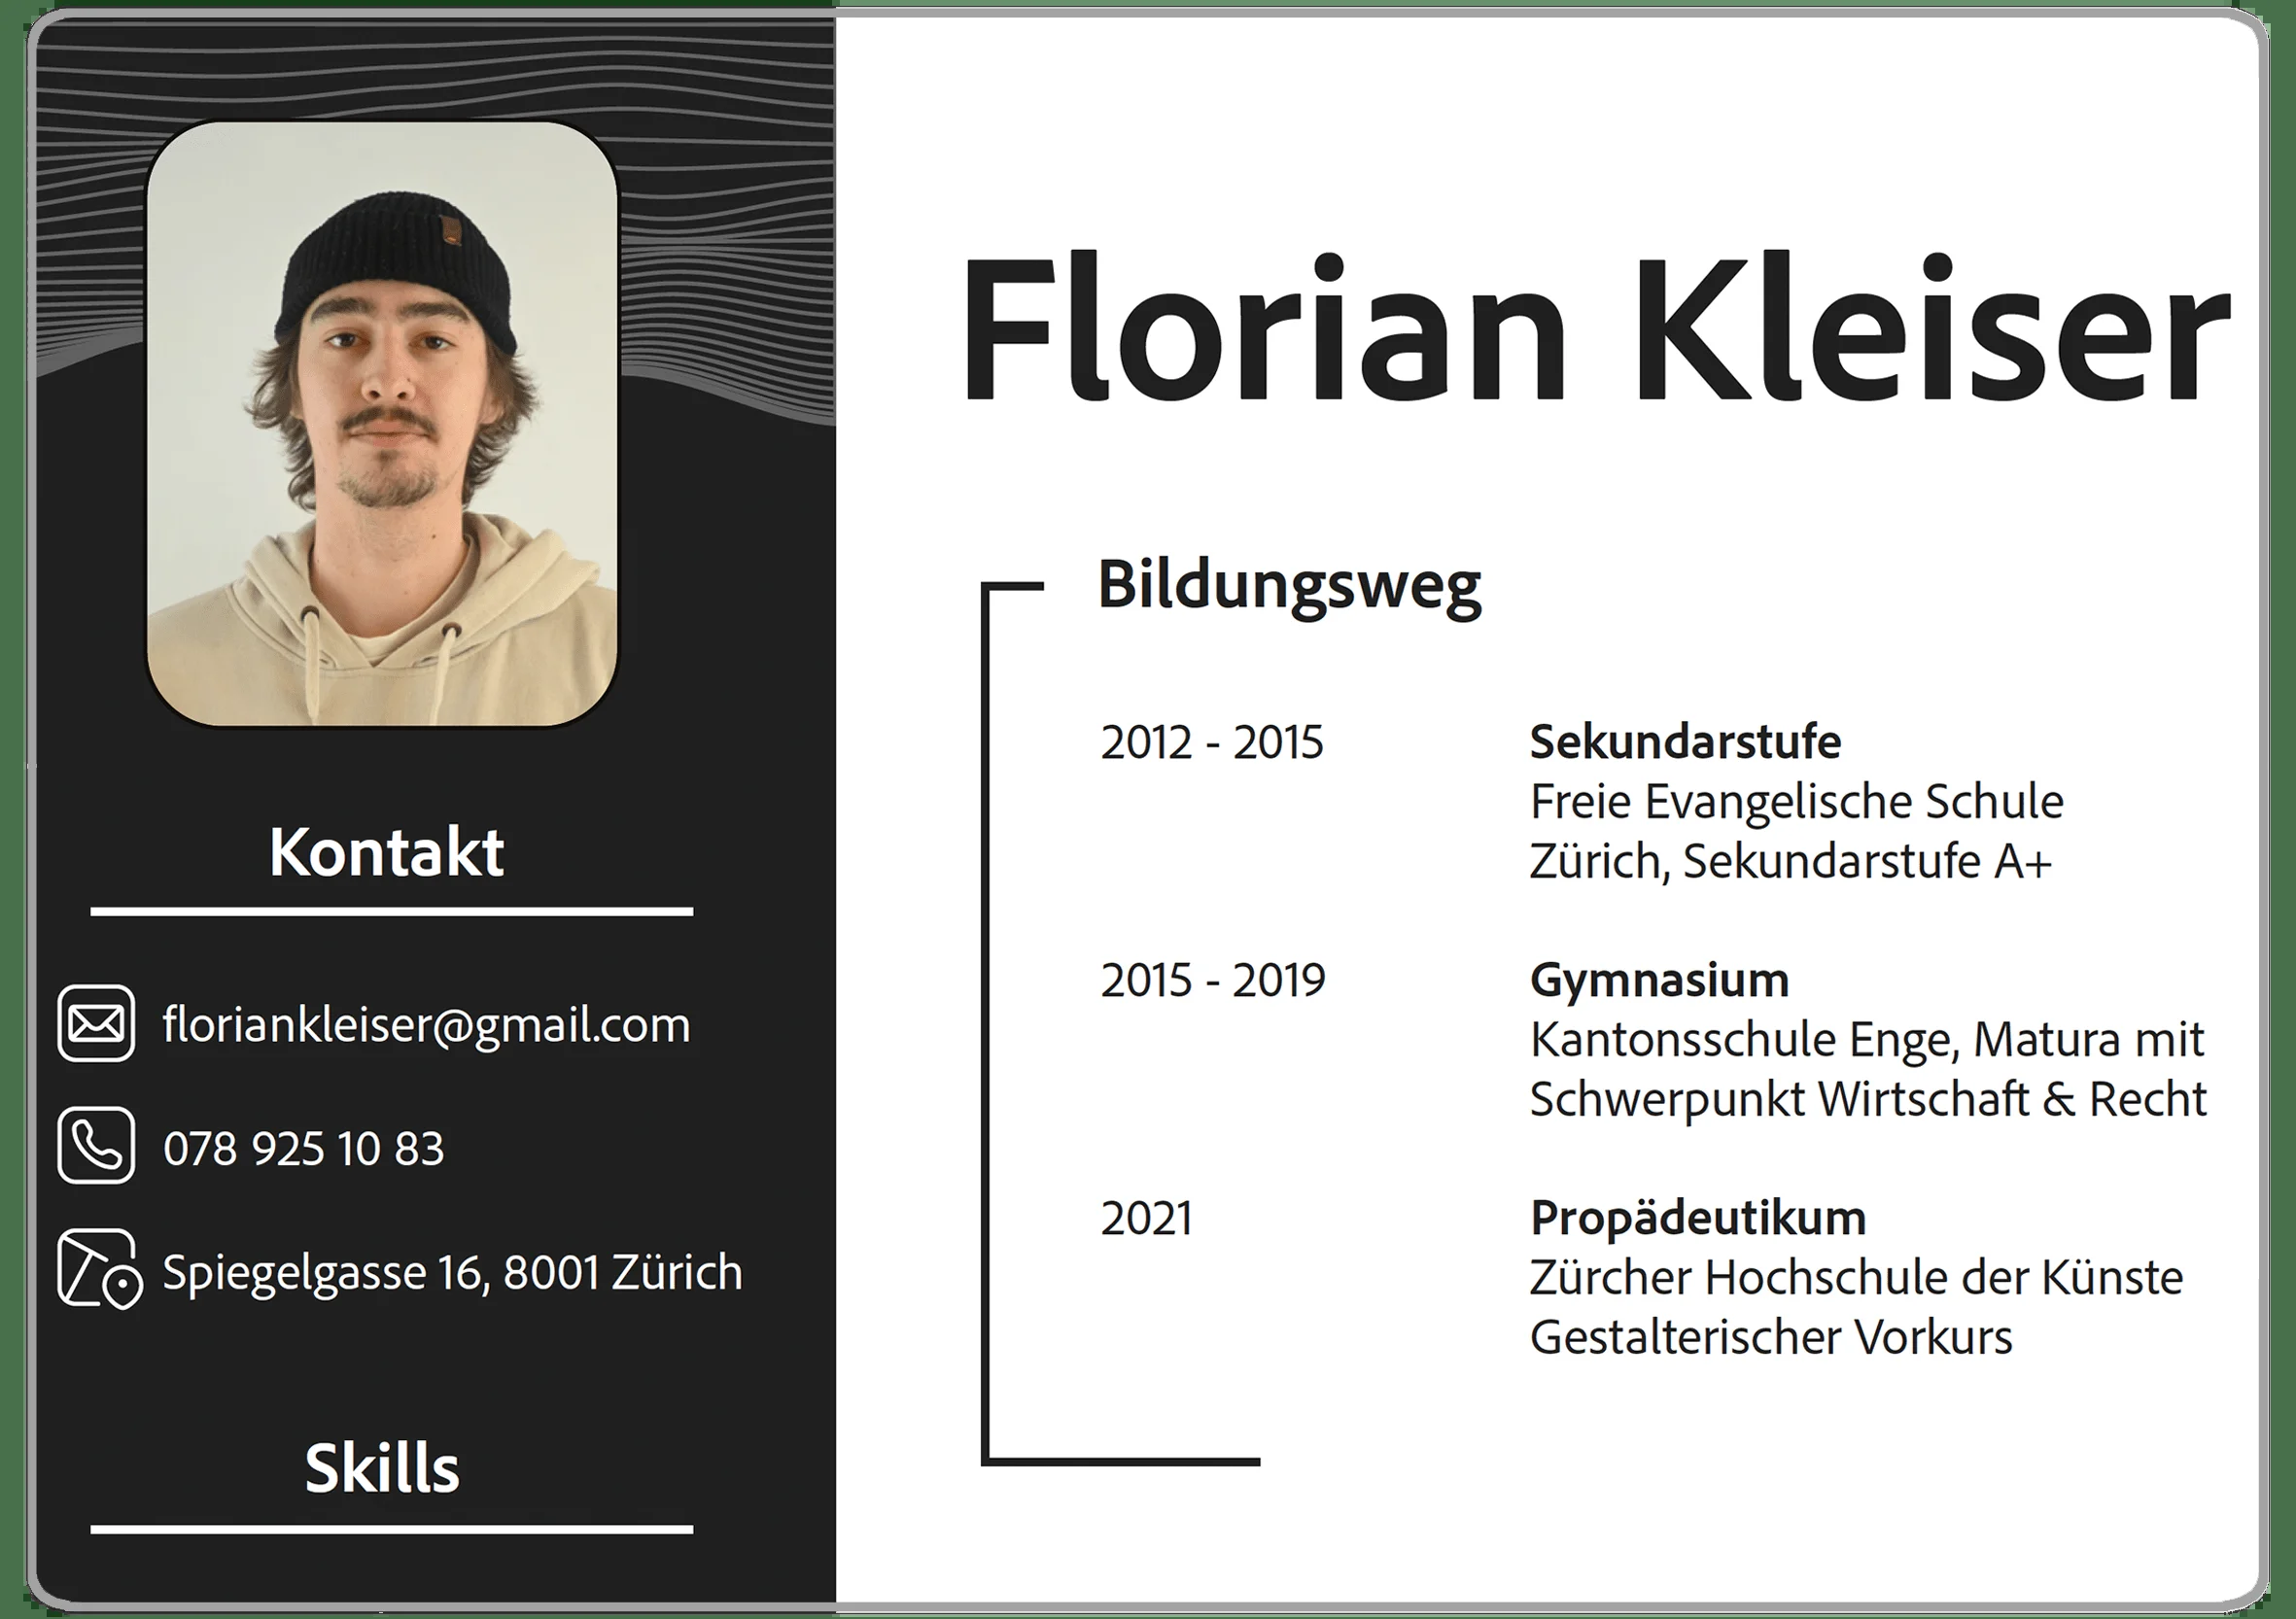 Florian Kleiser
Kontakt
floriankleiser@gmail.com
078 925 10 83
Spiegelgasse 16, 8001 Zürich
Skills
Bildungsweg
2012 - 2015
Sekundarstufe
Freie Evangelische Schule
Zürich, Sekundarstufe A+
2015 - 2019
Gymnasium
Kantonsschule Enge, Matura mit
Schwerpunkt Wirtschaft & Recht
2021
Propädeutikum
Zürcher Hochschule der Künste
Gestalterischer Vorkurs